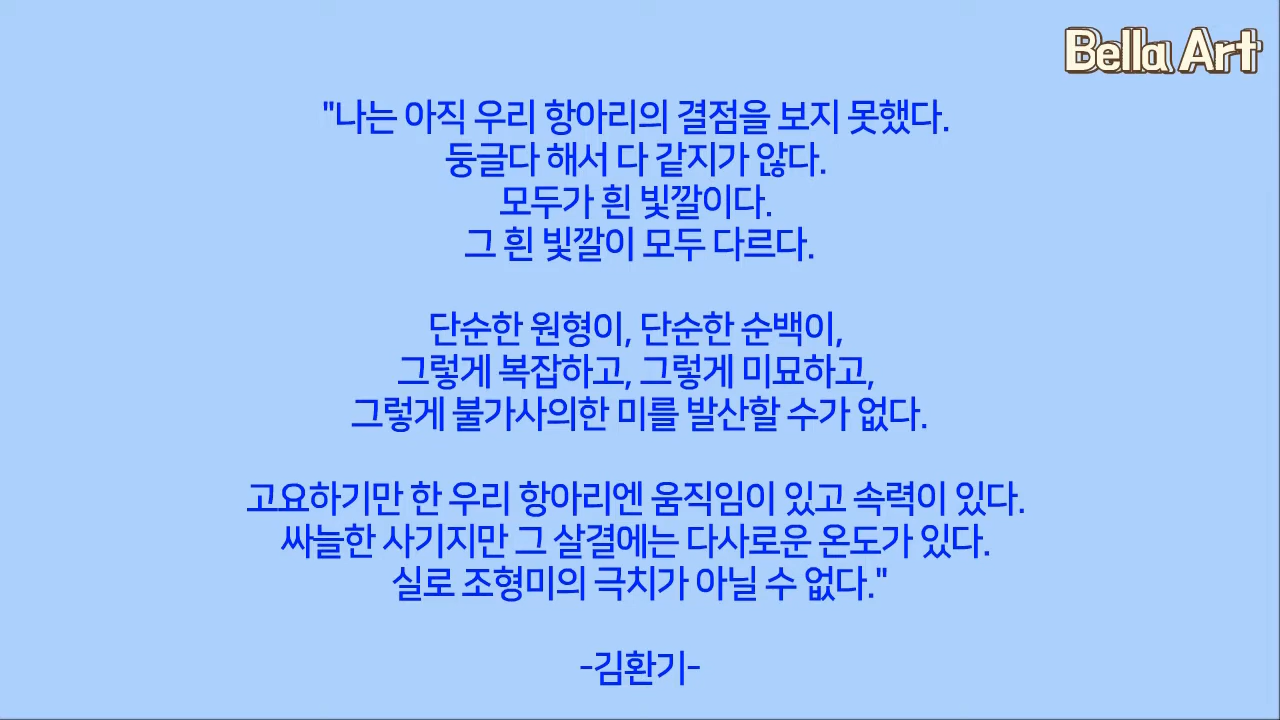 Bella Art
"나는 아직 우리 항아리의 결점을 보지 못했다.
둥글다 해서 다 같지가 않다.
모두가 흰 빛깔이다.
그 흰 빛깔이 모두 다르다.
단순한 원형이, 단순한 순백이,
그렇게 복잡하고, 그렇게 미묘하고,
그렇게 불가사의한 미를 발산할 수가 없다.
고요하기만 한 우리 항아리엔 움직임이 있고 속력이 있다.
싸늘한 사기지만 그 살결에는 다사로운 온도가 있다.
실로 조형미의 극치가 아닐 수 없다."
-김환기-